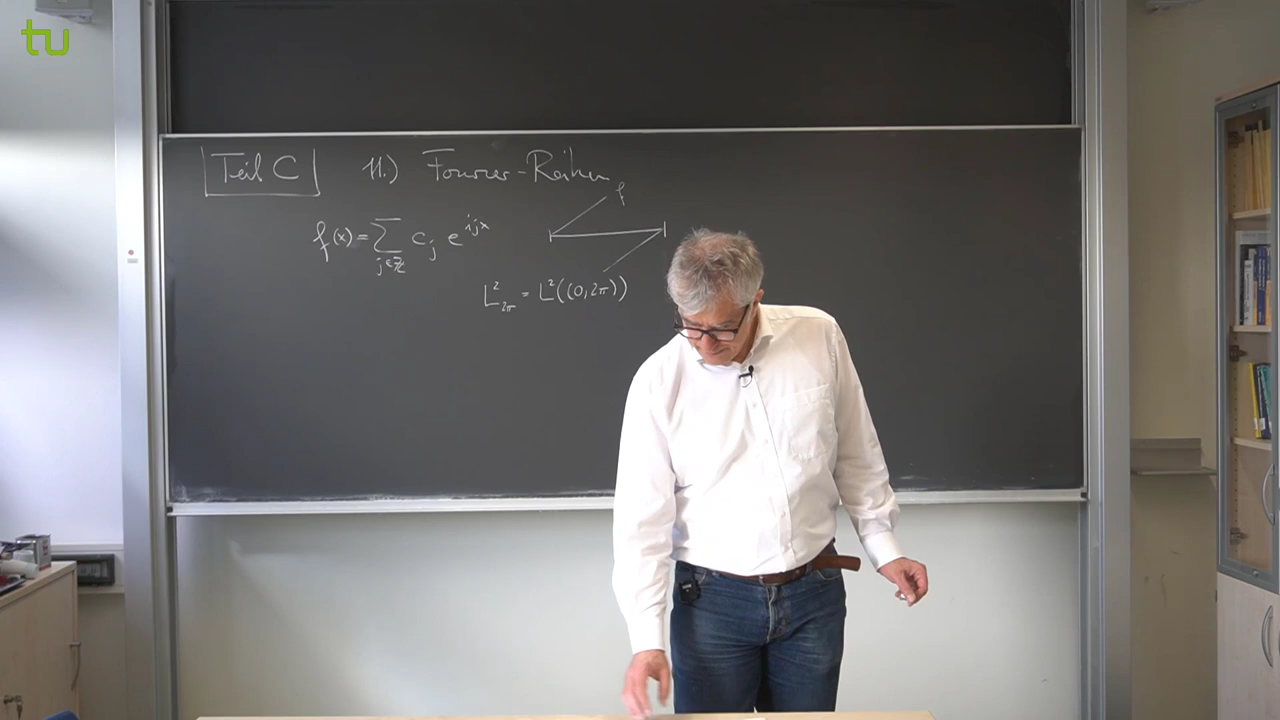 tu
Teil C 11.) Fourier-Reihen
f
f(x) = ∑_{j∈ℤ} c_j e^{ijx}
L²_{2π} = L²((0,2π))